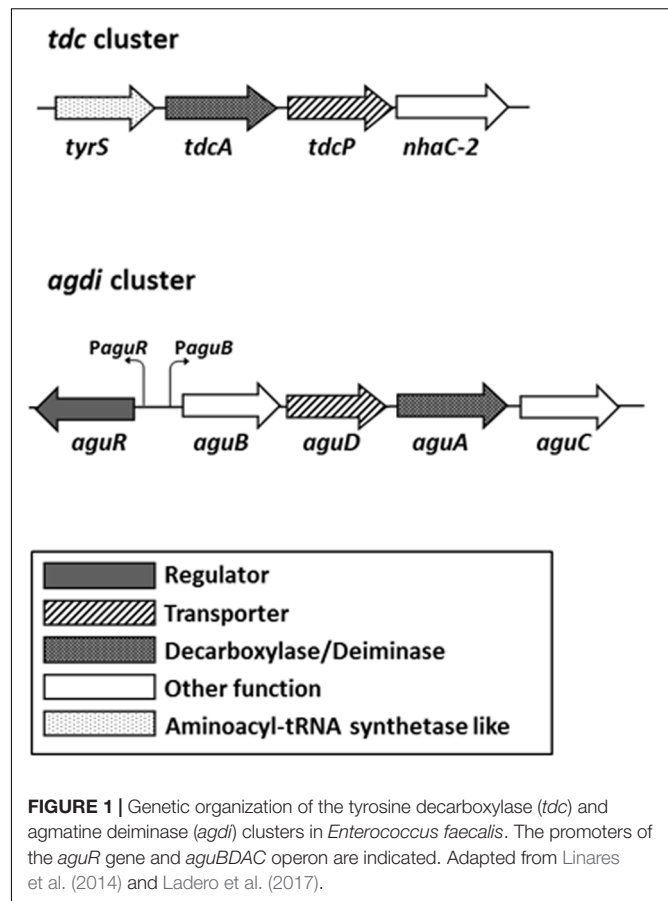 tdc cluster
tyrS tdcA tdcP nhaC-2
agdi cluster
PaguR PaguB
aguR aguB aguD aguA aguC
Regulator
Transporter
Decarboxylase/Deiminase
Other function
Aminoacyl-tRNA synthetase like
FIGURE 1 | Genetic organization of the tyrosine decarboxylase (tdc) and
agmatine deiminase (agdi) clusters in Enterococcus faecalis. The promoters of
the aguR gene and aguBDAC operon are indicated. Adapted from Linares
et al. (2014) and Ladero et al. (2017).